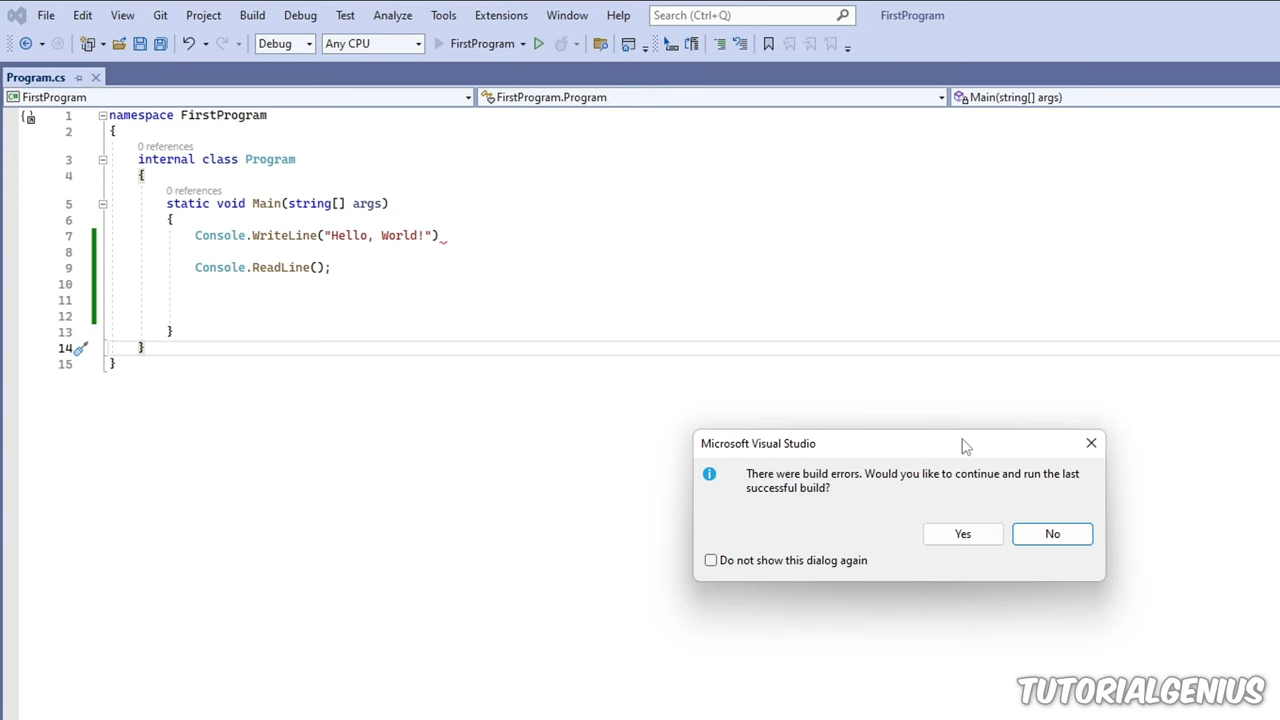 File Edit View Git Project Build Debug Test Analyze Tools Extensions Window Help Search (Ctrl+Q) FirstProgram
Debug Any CPU FirstProgram
Program.cs
FirstProgram FirstProgram.Program Main(string[] args)
1 namespace FirstProgram
2 {
0 references
3 internal class Program
4 {
0 references
5 static void Main(string[] args)
6 {
7 Console.WriteLine("Hello, World!")
8
9 Console.ReadLine();
10
11
12
13 }
14 }
15 }
Microsoft Visual Studio
There were build errors. Would you like to continue and run the last
successful build?
Yes No
Do not show this dialog again
TUTORIALGENIUS